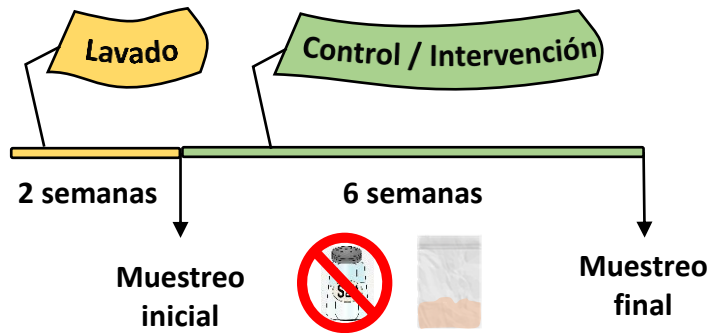 Lavado
Control / Intervención
2 semanas
6 semanas
Muestreo
inicial
Muestreo
final